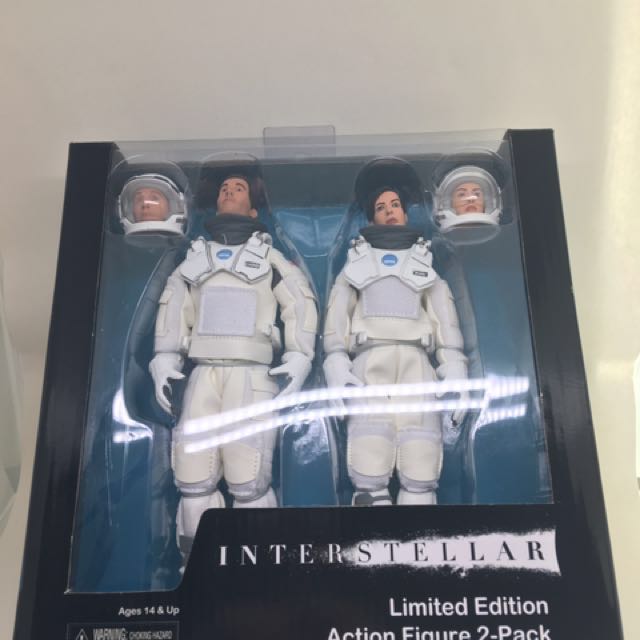 INTERSTELLAR
Ages 14 & Up
Limited Edition
Action Figure 2-Pack
WARNING: